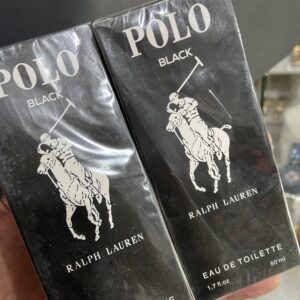 POLO
BLACK
RALPH LAUREN
POLO
BLACK
RALPH LAUREN
EAU DE TOILETTE
1,7 fl.oz 50 ml